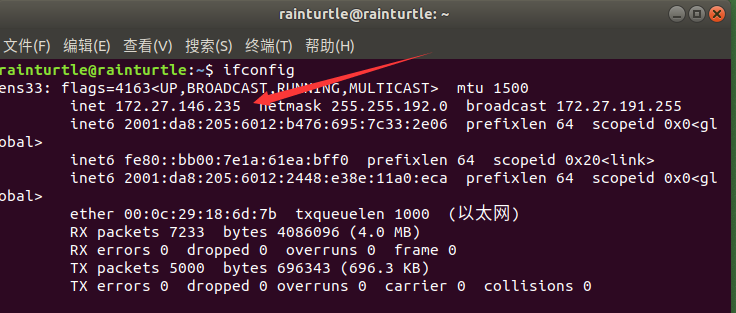 rainturtle@rainturtle: ~
文件(F) 编辑(E) 查看(V) 搜索(S) 终端(T) 帮助(H)
rainturtle@rainturtle:~$ ifconfig
ens33: flags=4163<UP,BROADCAST,RUNNING,MULTICAST>  mtu 1500
        inet 172.27.146.235  netmask 255.255.192.0  broadcast 172.27.191.255
        inet6 2001:da8:205:6012:b476:695:7c33:2e06  prefixlen 64  scopeid 0x0<gl
obal>
        inet6 fe80::bb00:7e1a:61ea:bff0  prefixlen 64  scopeid 0x20<link>
        inet6 2001:da8:205:6012:2448:e38e:11a0:eca  prefixlen 64  scopeid 0x0<gl
obal>
        ether 00:0c:29:18:6d:7b  txqueuelen 1000  (以太网)
        RX packets 7233  bytes 4086096 (4.0 MB)
        RX errors 0  dropped 0  overruns 0  frame 0
        TX packets 5000  bytes 696343 (696.3 KB)
        TX errors 0  dropped 0 overruns 0  carrier 0  collisions 0